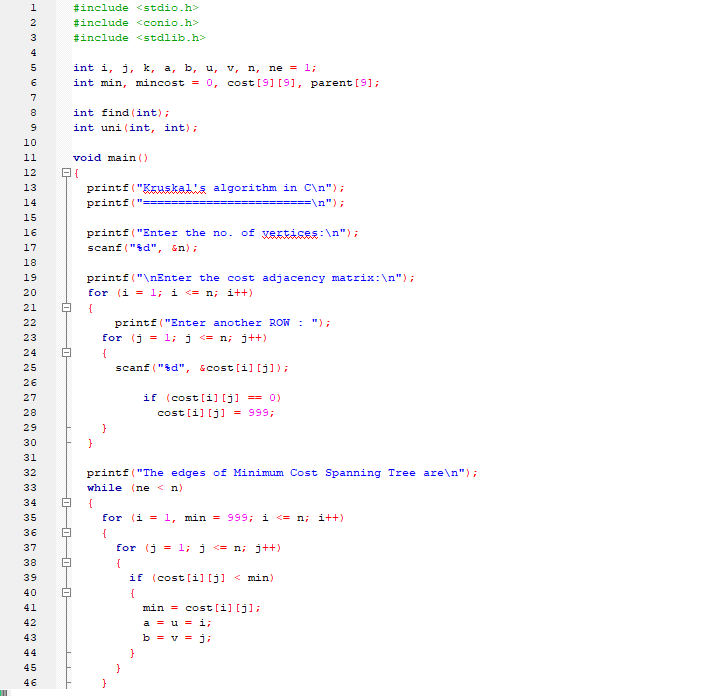 1 #include <stdio.h>
2 #include <conio.h>
3 #include <stdlib.h>
4
5 int i, j, k, a, b, u, v, n, ne = 1;
6 int min, mincost = 0, cost[9][9], parent[9];
7
8 int find(int);
9 int uni(int, int);
10
11 void main()
12 {
13 printf("Kruskal's algorithm in C\n");
14 printf("========================\n");
15
16 printf("Enter the no. of vertices:\n");
17 scanf("%d", &n);
18
19 printf("\nEnter the cost adjacency matrix:\n");
20 for (i = 1; i <= n; i++)
21 {
22 printf("Enter another ROW : ");
23 for (j = 1; j <= n; j++)
24 {
25 scanf("%d", &cost[i][j]);
26
27 if (cost[i][j] == 0)
28 cost[i][j] = 999;
29 }
30 }
31
32 printf("The edges of Minimum Cost Spanning Tree are\n");
33 while (ne < n)
34 {
35 for (i = 1, min = 999; i <= n; i++)
36 {
37 for (j = 1; j <= n; j++)
38 {
39 if (cost[i][j] < min)
40 {
41 min = cost[i][j];
42 a = u = i;
43 b = v = j;
44 }
45 }
46 }